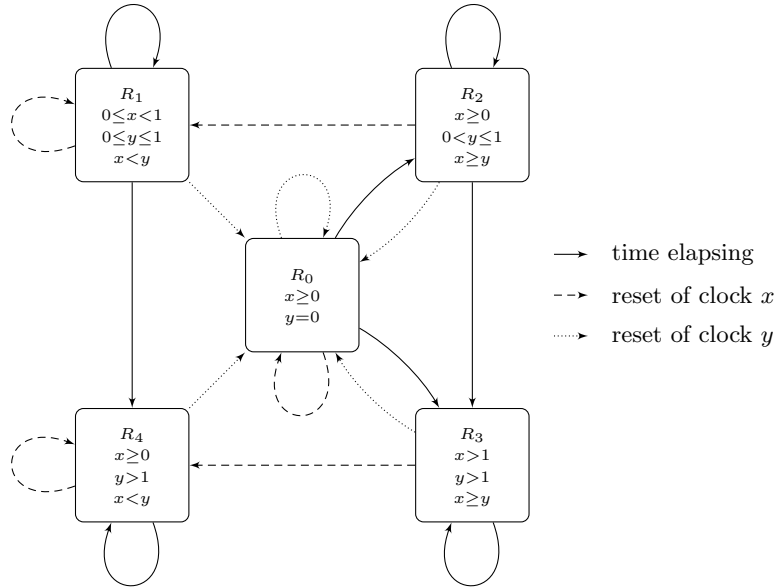 R₁
0≤x<1
0≤y≤1
x<y
R₂
x≥0
0<y≤1
x≥y
R₀
x≥0
y=0
time elapsing
reset of clock x
reset of clock y
R₄
x≥0
y>1
x<y
R₃
x>1
y>1
x≥y